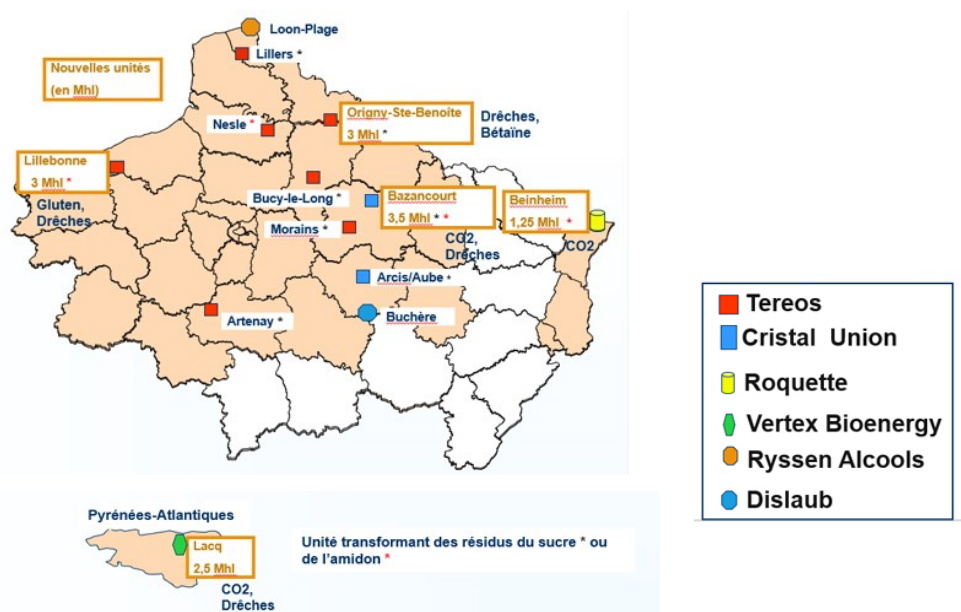 Loon-Plage
Lillers *
Nouvelles unités
(en Mhl)
Origny-Ste-Benoîte
3 Mhl *
Drêches,
Bétaïne
Nesle * *
Lillebonne
3 Mhl *
Gluten,
Drêches
Bucy-le-Long *
Bazancourt
3,5 Mhl * *
Beinheim
1,25 Mhl *
Morains *
CO2,
Drêches
CO2
Arcis/Aube *
Artenay *
Buchère
Tereos
Cristal Union
Roquette
Vertex Bioenergy
Ryssen Alcools
Dislaub
Pyrénées-Atlantiques
Lacq
2,5 Mhl
CO2,
Drêches
Unité transformant des résidus du sucre * ou
de l'amidon *